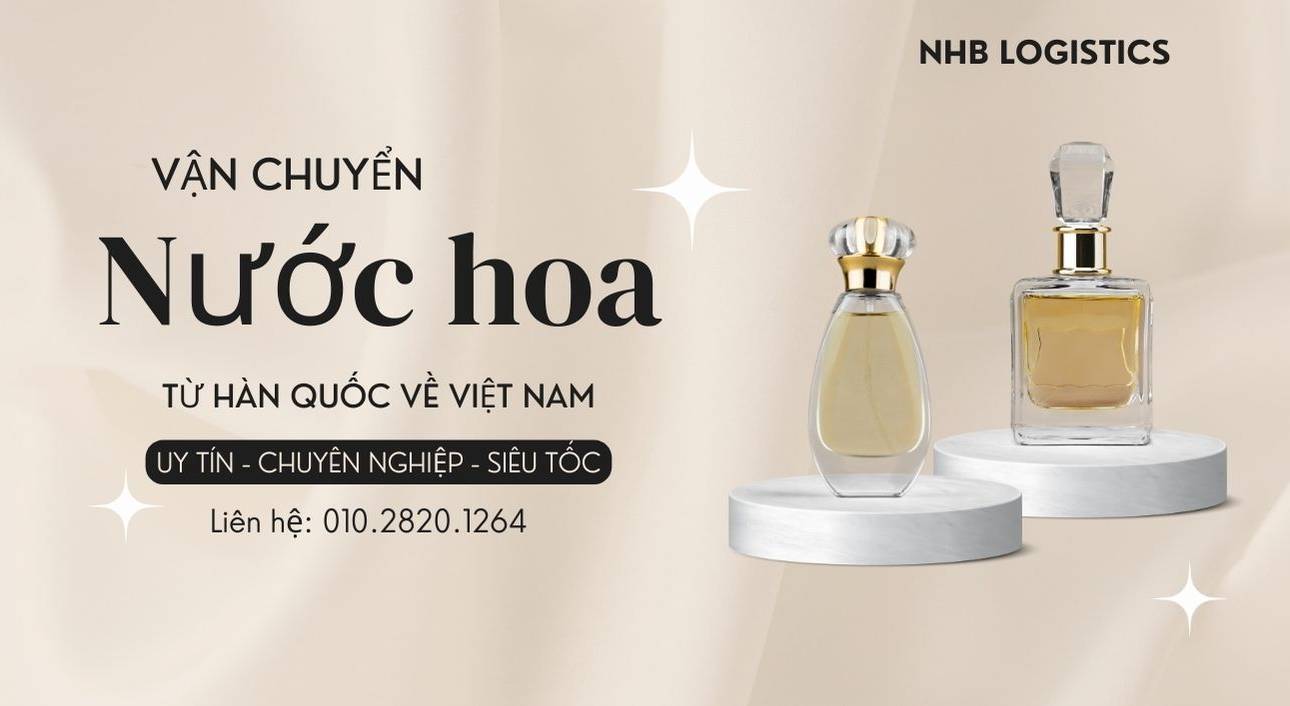 NHB LOGISTICS
VẬN CHUYỂN
Nước hoa
TỪ HÀN QUỐC VỀ VIỆT NAM
UY TÍN - CHUYÊN NGHIỆP - SIÊU TỐC
Liên hệ: 010.2820.1264